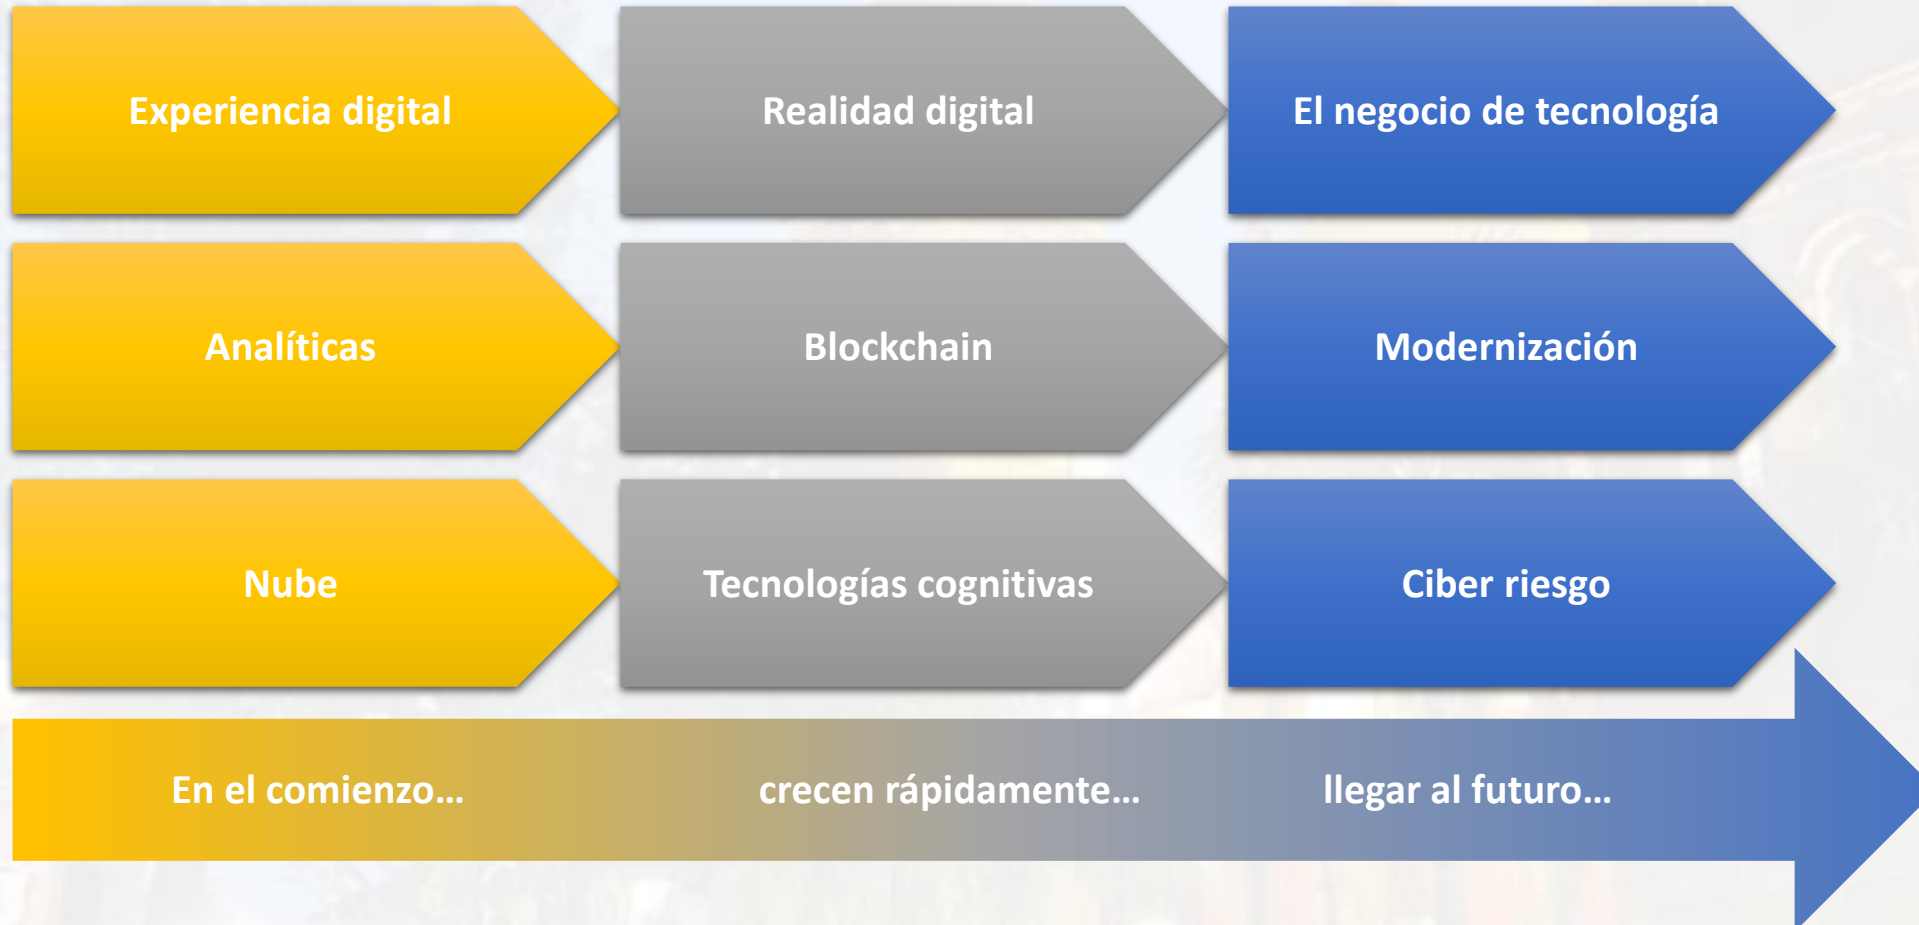 Experiencia digital
Realidad digital
El negocio de tecnología
Analíticas
Blockchain
Modernización
Nube
Tecnologías cognitivas
Ciber riesgo
En el comienzo...
crecen rápidamente...
llegar al futuro...